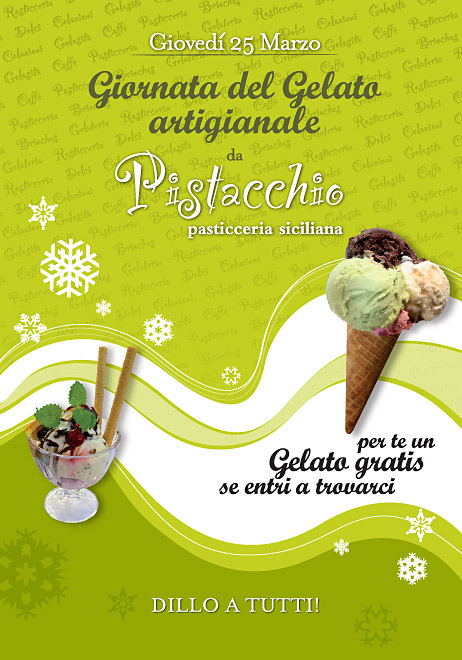 Giovedí 25 Marzo
Giornata del Gelato
artigianale
da
Pistacchio
pasticceria siciliana
per te un
Gelato gratis
se entri a trovarci
DILLO A TUTTI!